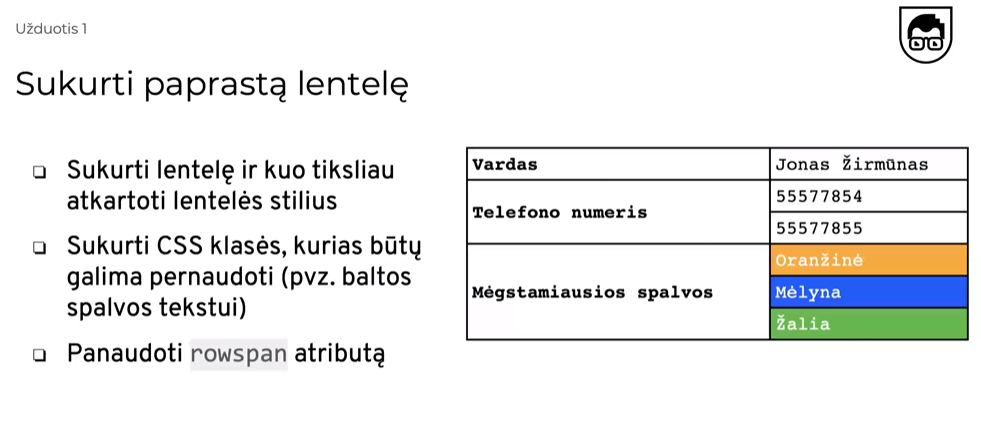 Užduotis 1
Sukurti paprastą lentelę
Sukurti lentelę ir kuo tiksliau
atkartoti lentelės stilius
Sukurti CSS klasės, kurias būtų
galima pernaudoti (pvz. baltos
spalvos tekstui)
Panaudoti rowspan atributą
Vardas
Jonas Žirmūnas
Telefono numeris
55577854
55577855
Mėgstamiausios spalvos
Oranžinė
Mėlyna
Žalia